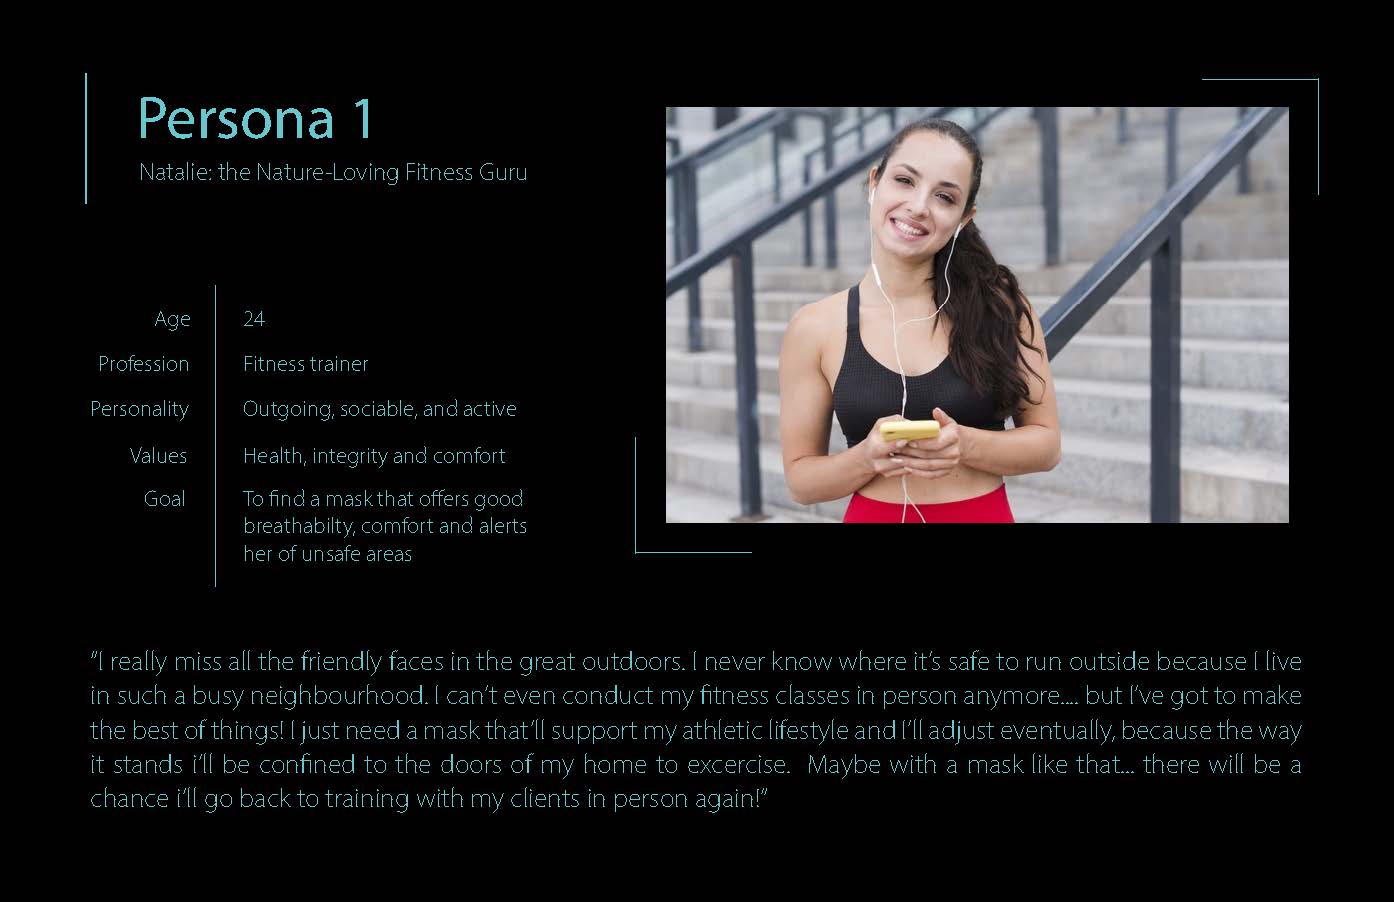 Persona 1
Natalie: the Nature-Loving Fitness Guru
Age 24
Profession Fitness trainer
Personality Outgoing, sociable, and active
Values Health, integrity and comfort
Goal To find a mask that offers good
breathabilty, comfort and alerts
her of unsafe areas
“I really miss all the friendly faces in the great outdoors. I never know where it’s safe to run outside because I live
in such a busy neighbourhood. I can’t even conduct my fitness classes in person anymore.... but I’ve got to make
the best of things! I just need a mask that’ll support my athletic lifestyle and I’ll adjust eventually, because the way
it stands i’ll be confined to the doors of my home to excercise. Maybe with a mask like that... there will be a
chance i’ll go back to training with my clients in person again!”